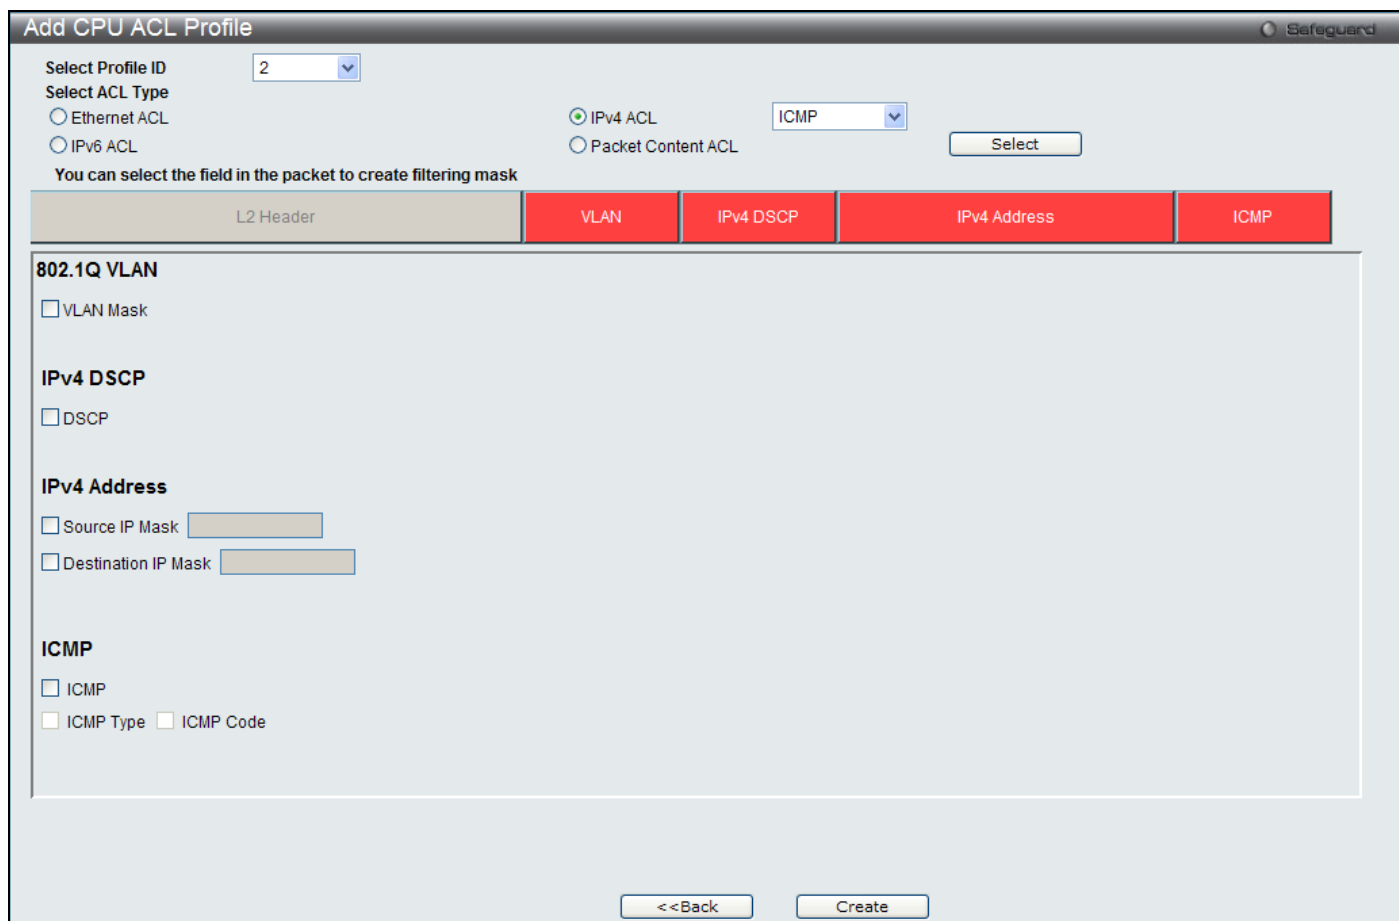 Add CPU ACL Profile
Safeguard
Select Profile ID 2
Select ACL Type
Ethernet ACL IPv4 ACL ICMP
IPv6 ACL Packet Content ACL Select
You can select the field in the packet to create filtering mask
L2 Header VLAN IPv4 DSCP IPv4 Address ICMP
802.1Q VLAN
VLAN Mask
IPv4 DSCP
DSCP
IPv4 Address
Source IP Mask
Destination IP Mask
ICMP
ICMP
ICMP Type ICMP Code
<<Back Create